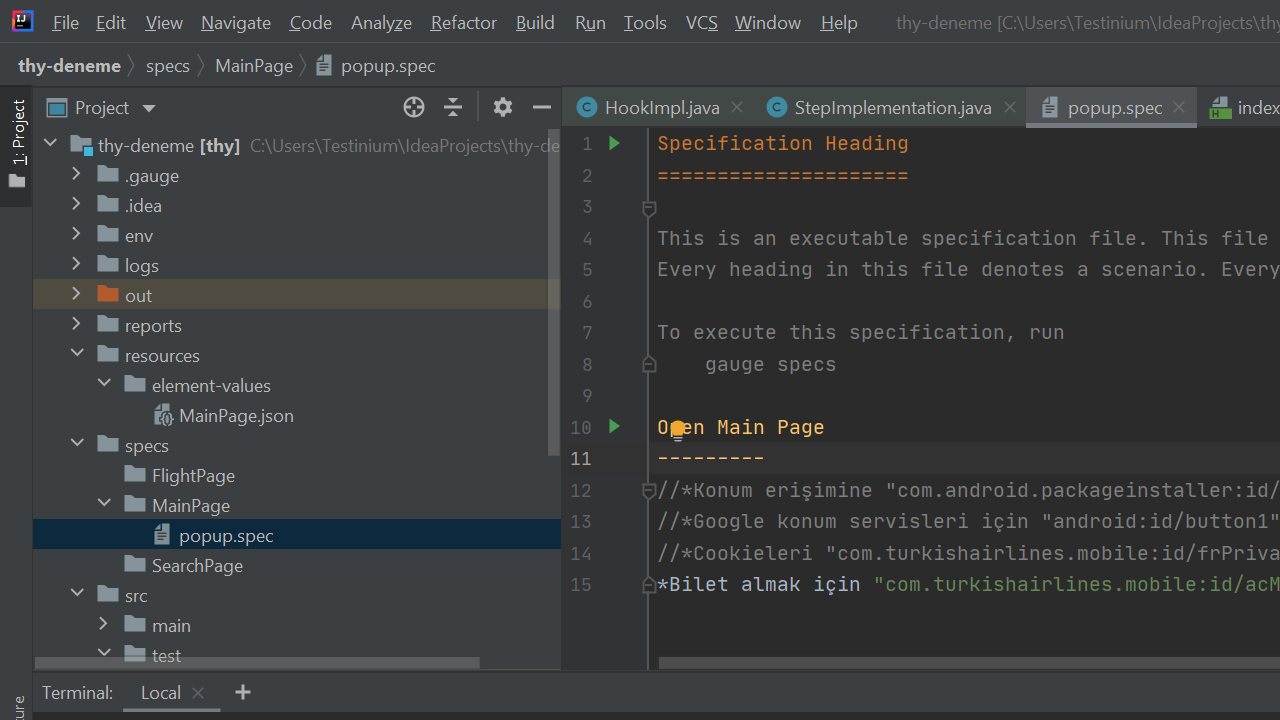 File Edit View Navigate Code Analyze Refactor Build Run Tools VCS Window Help thy-deneme [C:\Users\Testinium\IdeaProjects\thy
thy-deneme specs MainPage popup.spec
1: Project
Project
HookImpl.java StepImplementation.java popup.spec index
thy-deneme [thy] C:\Users\Testinium\IdeaProjects\thy-de
.gauge
.idea
env
logs
out
reports
resources
element-values
MainPage.json
specs
FlightPage
MainPage
popup.spec
SearchPage
src
main
test
1 Specification Heading
2 =====================
3
4 This is an executable specification file. This file
5 Every heading in this file denotes a scenario. Every
6
7 To execute this specification, run
8 gauge specs
9
10 Open Main Page
11 ---------
12 //*Konum erişimine "com.android.packageinstaller:id/
13 //*Google konum servisleri için "android:id/button1"
14 //*Cookieleri "com.turkishairlines.mobile:id/frPriva
15 *Bilet almak için "com.turkishairlines.mobile:id/acM
Terminal: Local